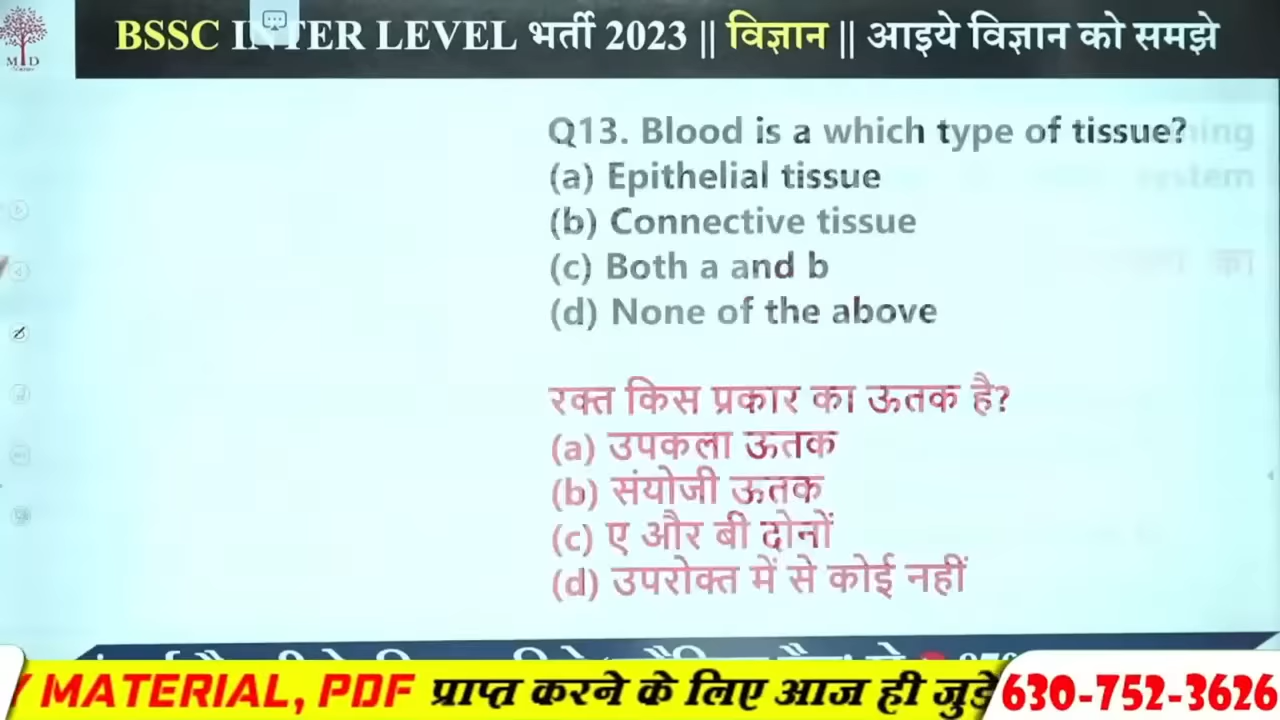 BSSC INTER LEVEL भर्ती 2023 || विज्ञान || आइये विज्ञान को समझे
Q13. Blood is a which type of tissue?
(a) Epithelial tissue
(b) Connective tissue
(c) Both a and b
(d) None of the above
रक्त किस प्रकार का ऊतक है?
(a) उपकला ऊतक
(b) संयोजी ऊतक
(c) ए और बी दोनों
(d) उपरोक्त में से कोई नहीं
MATERIAL, PDF प्राप्त करने के लिए आज ही जुड़े 630-752-3626